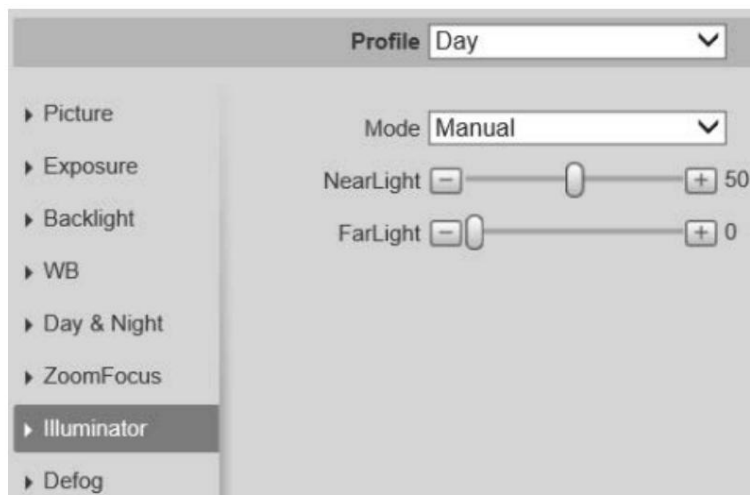 Profile Day
Picture
Exposure
Backlight
WB
Day & Night
ZoomFocus
Illuminator
Defog
Mode Manual
NearLight − + 50
FarLight − + 0